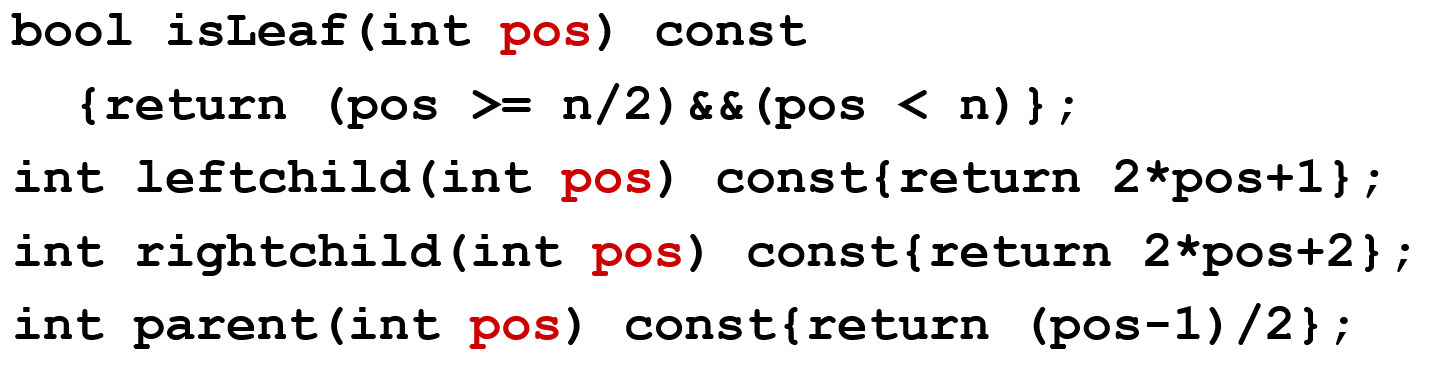 bool isLeaf(int pos) const
{return (pos >= n/2)&&(pos < n)};
int leftchild(int pos) const{return 2*pos+1};
int rightchild(int pos) const{return 2*pos+2};
int parent(int pos) const{return (pos-1)/2};